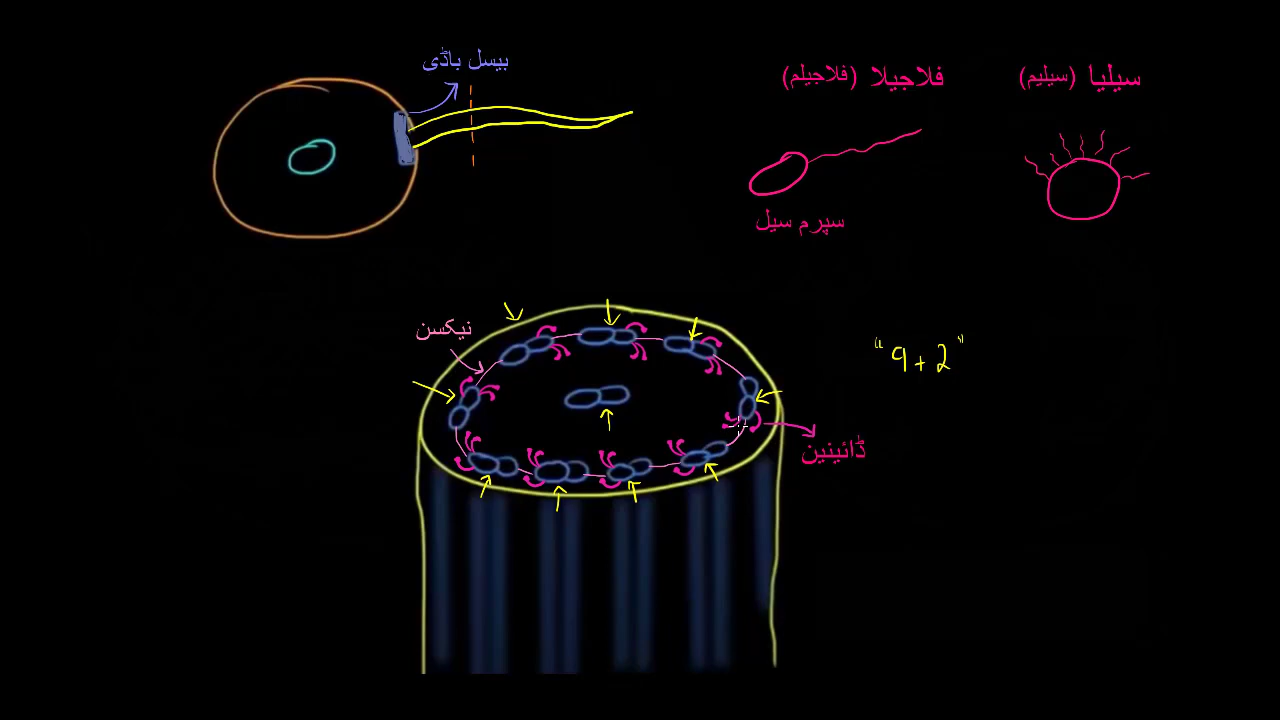 بیسل باڈی
سیلیا (سیلیم)
فلاجیلا (فلاجیلم)
سپرم سیل
نیکسن
"9+2"
ڈائینین